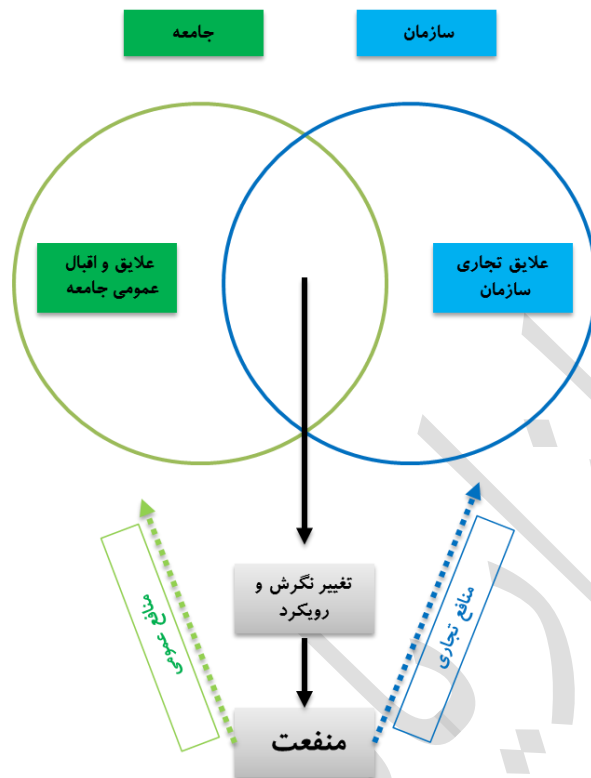 سازمان
جامعه
علایق تجاری
سازمان
علایق و اقبال
عمومی جامعه
تغییر نگرش و
رویکرد
منافع تجاری
منافع عمومی
منفعت